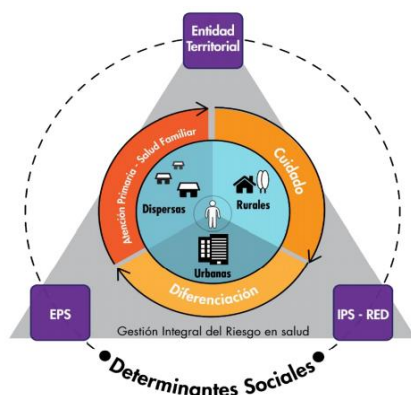 Entidad
Territorial
Atención Primaria - Salud Familiar
Cuidado
Dispersas
Rurales
Urbanas
Diferenciación
EPS
Gestión Integral del Riesgo en salud
IPS - RED
Determinantes Sociales